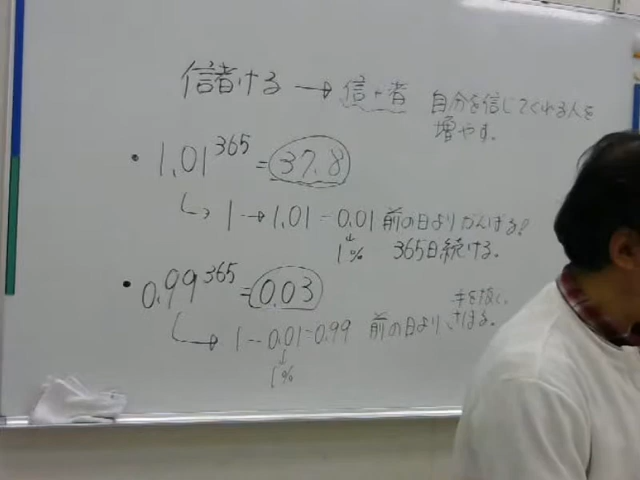 儲ける → 信+者 自分を信じてくれる人を
増やす。
• 1.01^365 = 37.8
↳ 1 → 1.01 = 0.01 前の日よりがんばる!
↓
1% 365日続ける。
• 0.99^365 = 0.03
↳ 1 - 0.01 = 0.99 前の日より、さぼる。
手を抜く。
↓
1%